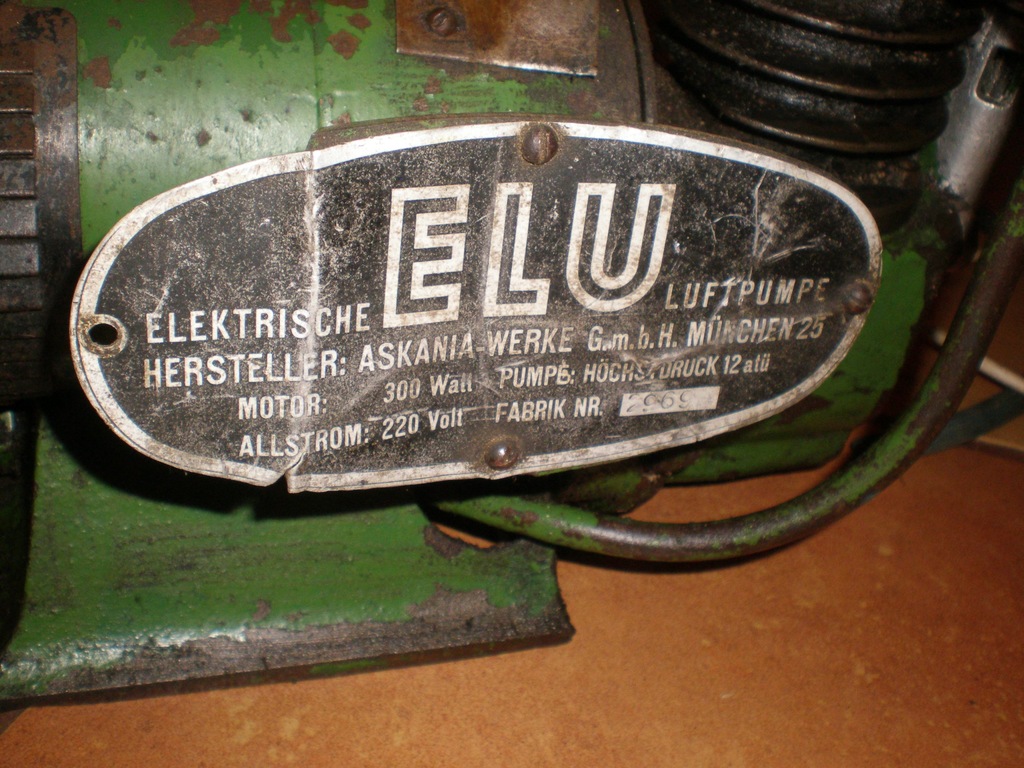 ELU
ELEKTRISCHE LUFTPUMPE
HERSTELLER: ASKANIA-WERKE G.m.b.H. MÜNCHEN 25
MOTOR: 300 Watt PUMPE: HÖCHSTDRUCK 12 atü
ALLSTROM: 220 Volt FABRIK NR. 2969